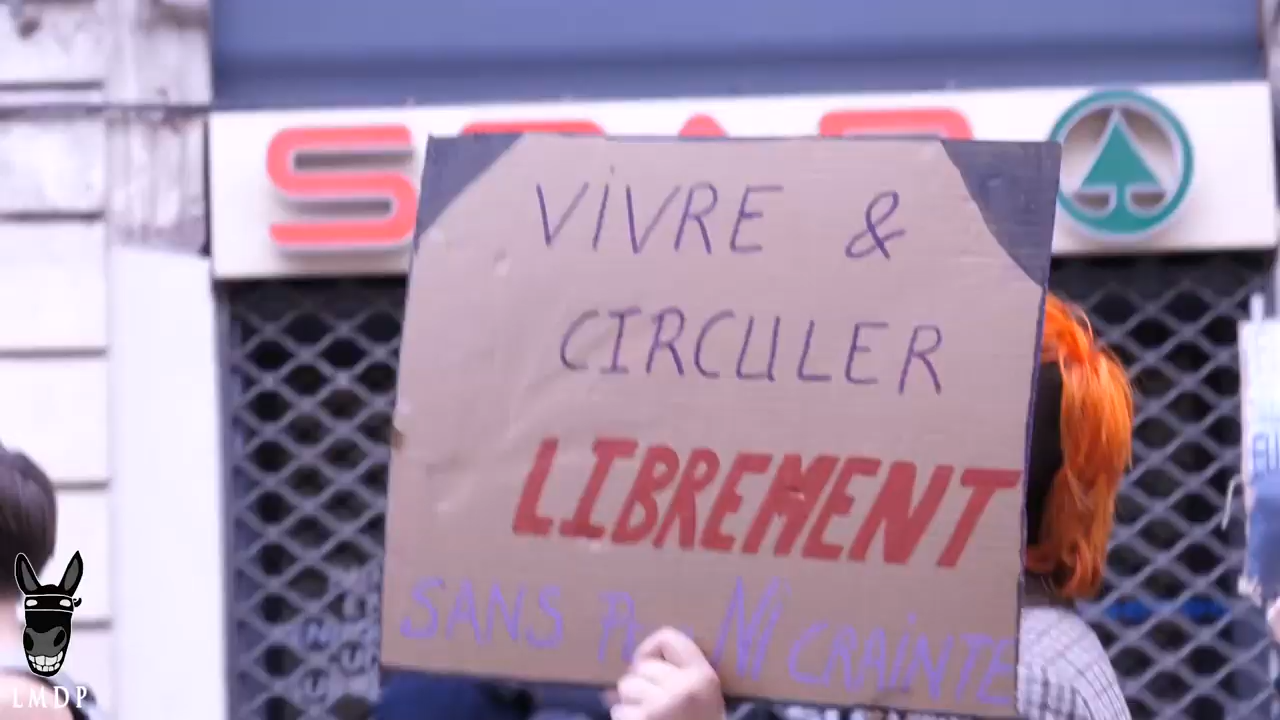 VIVRE &
CIRCULER
LIBREMENT
SANS NI CRAINTE
LMDP